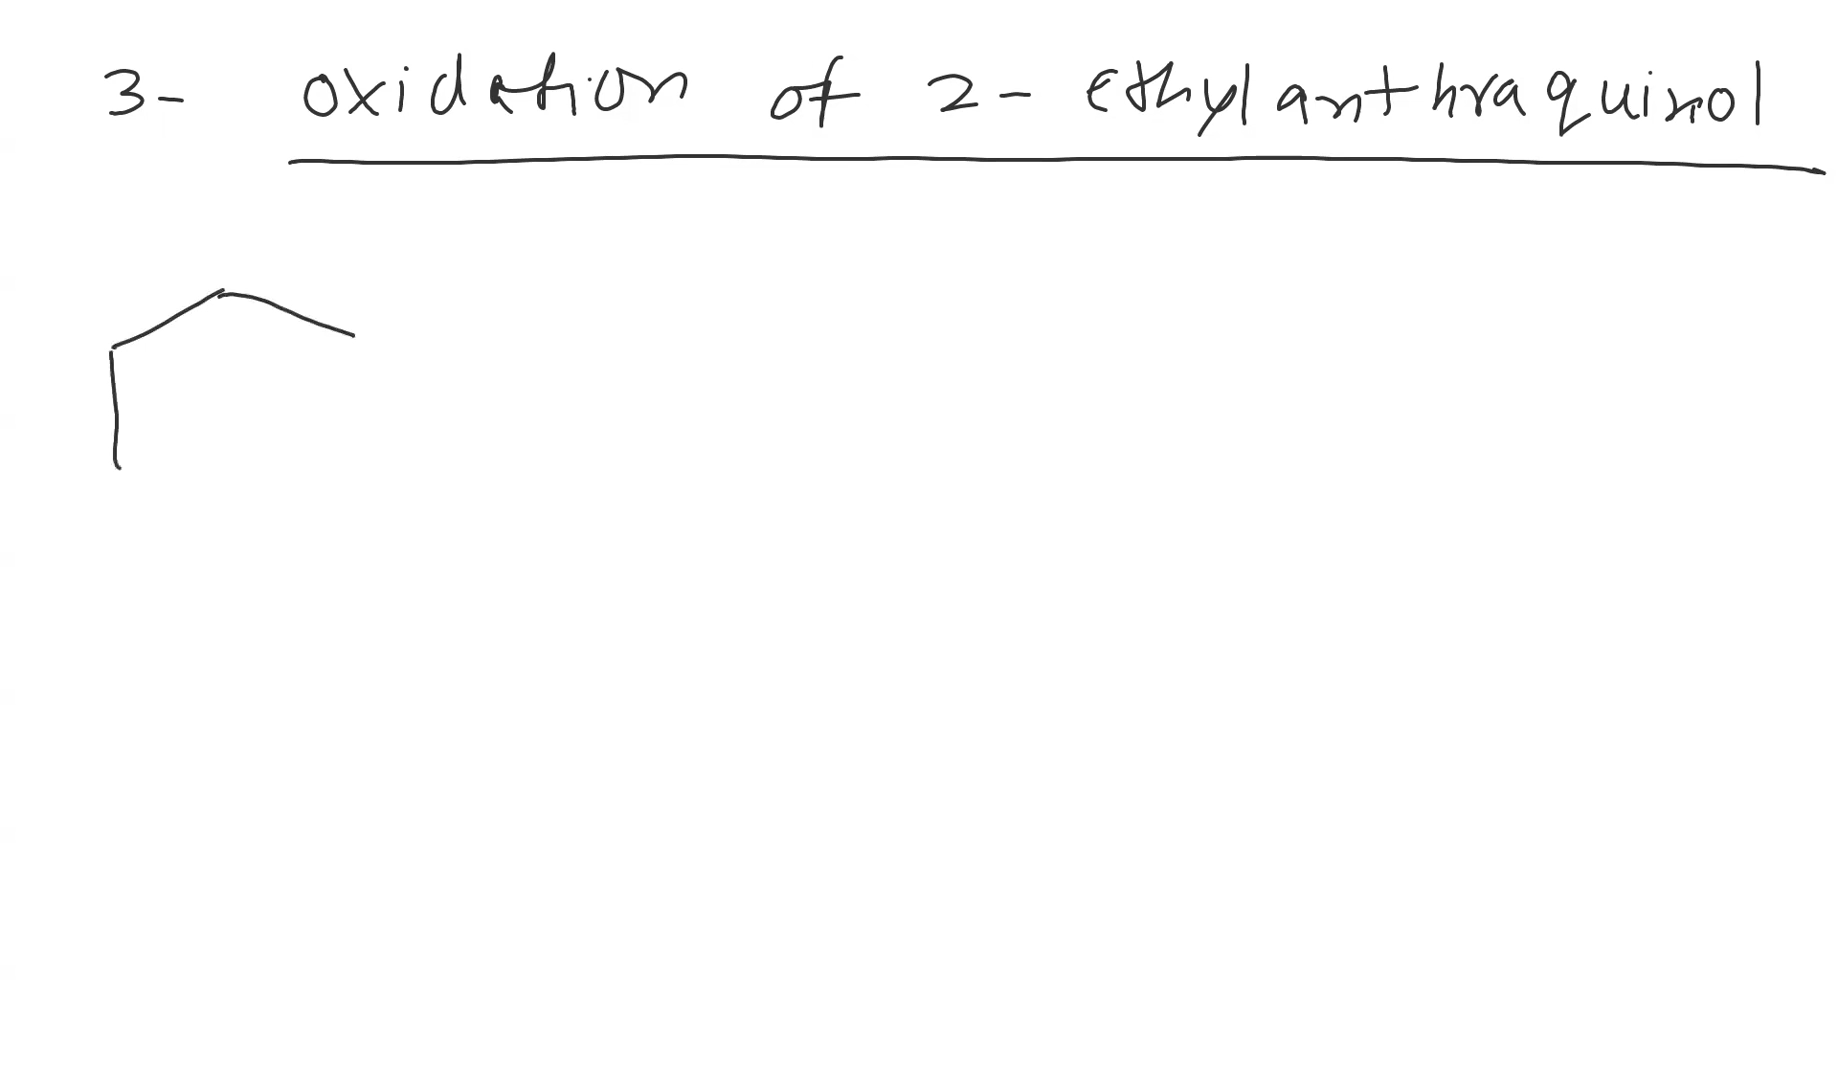 3- oxidation of 2- Ethylanthraquinol